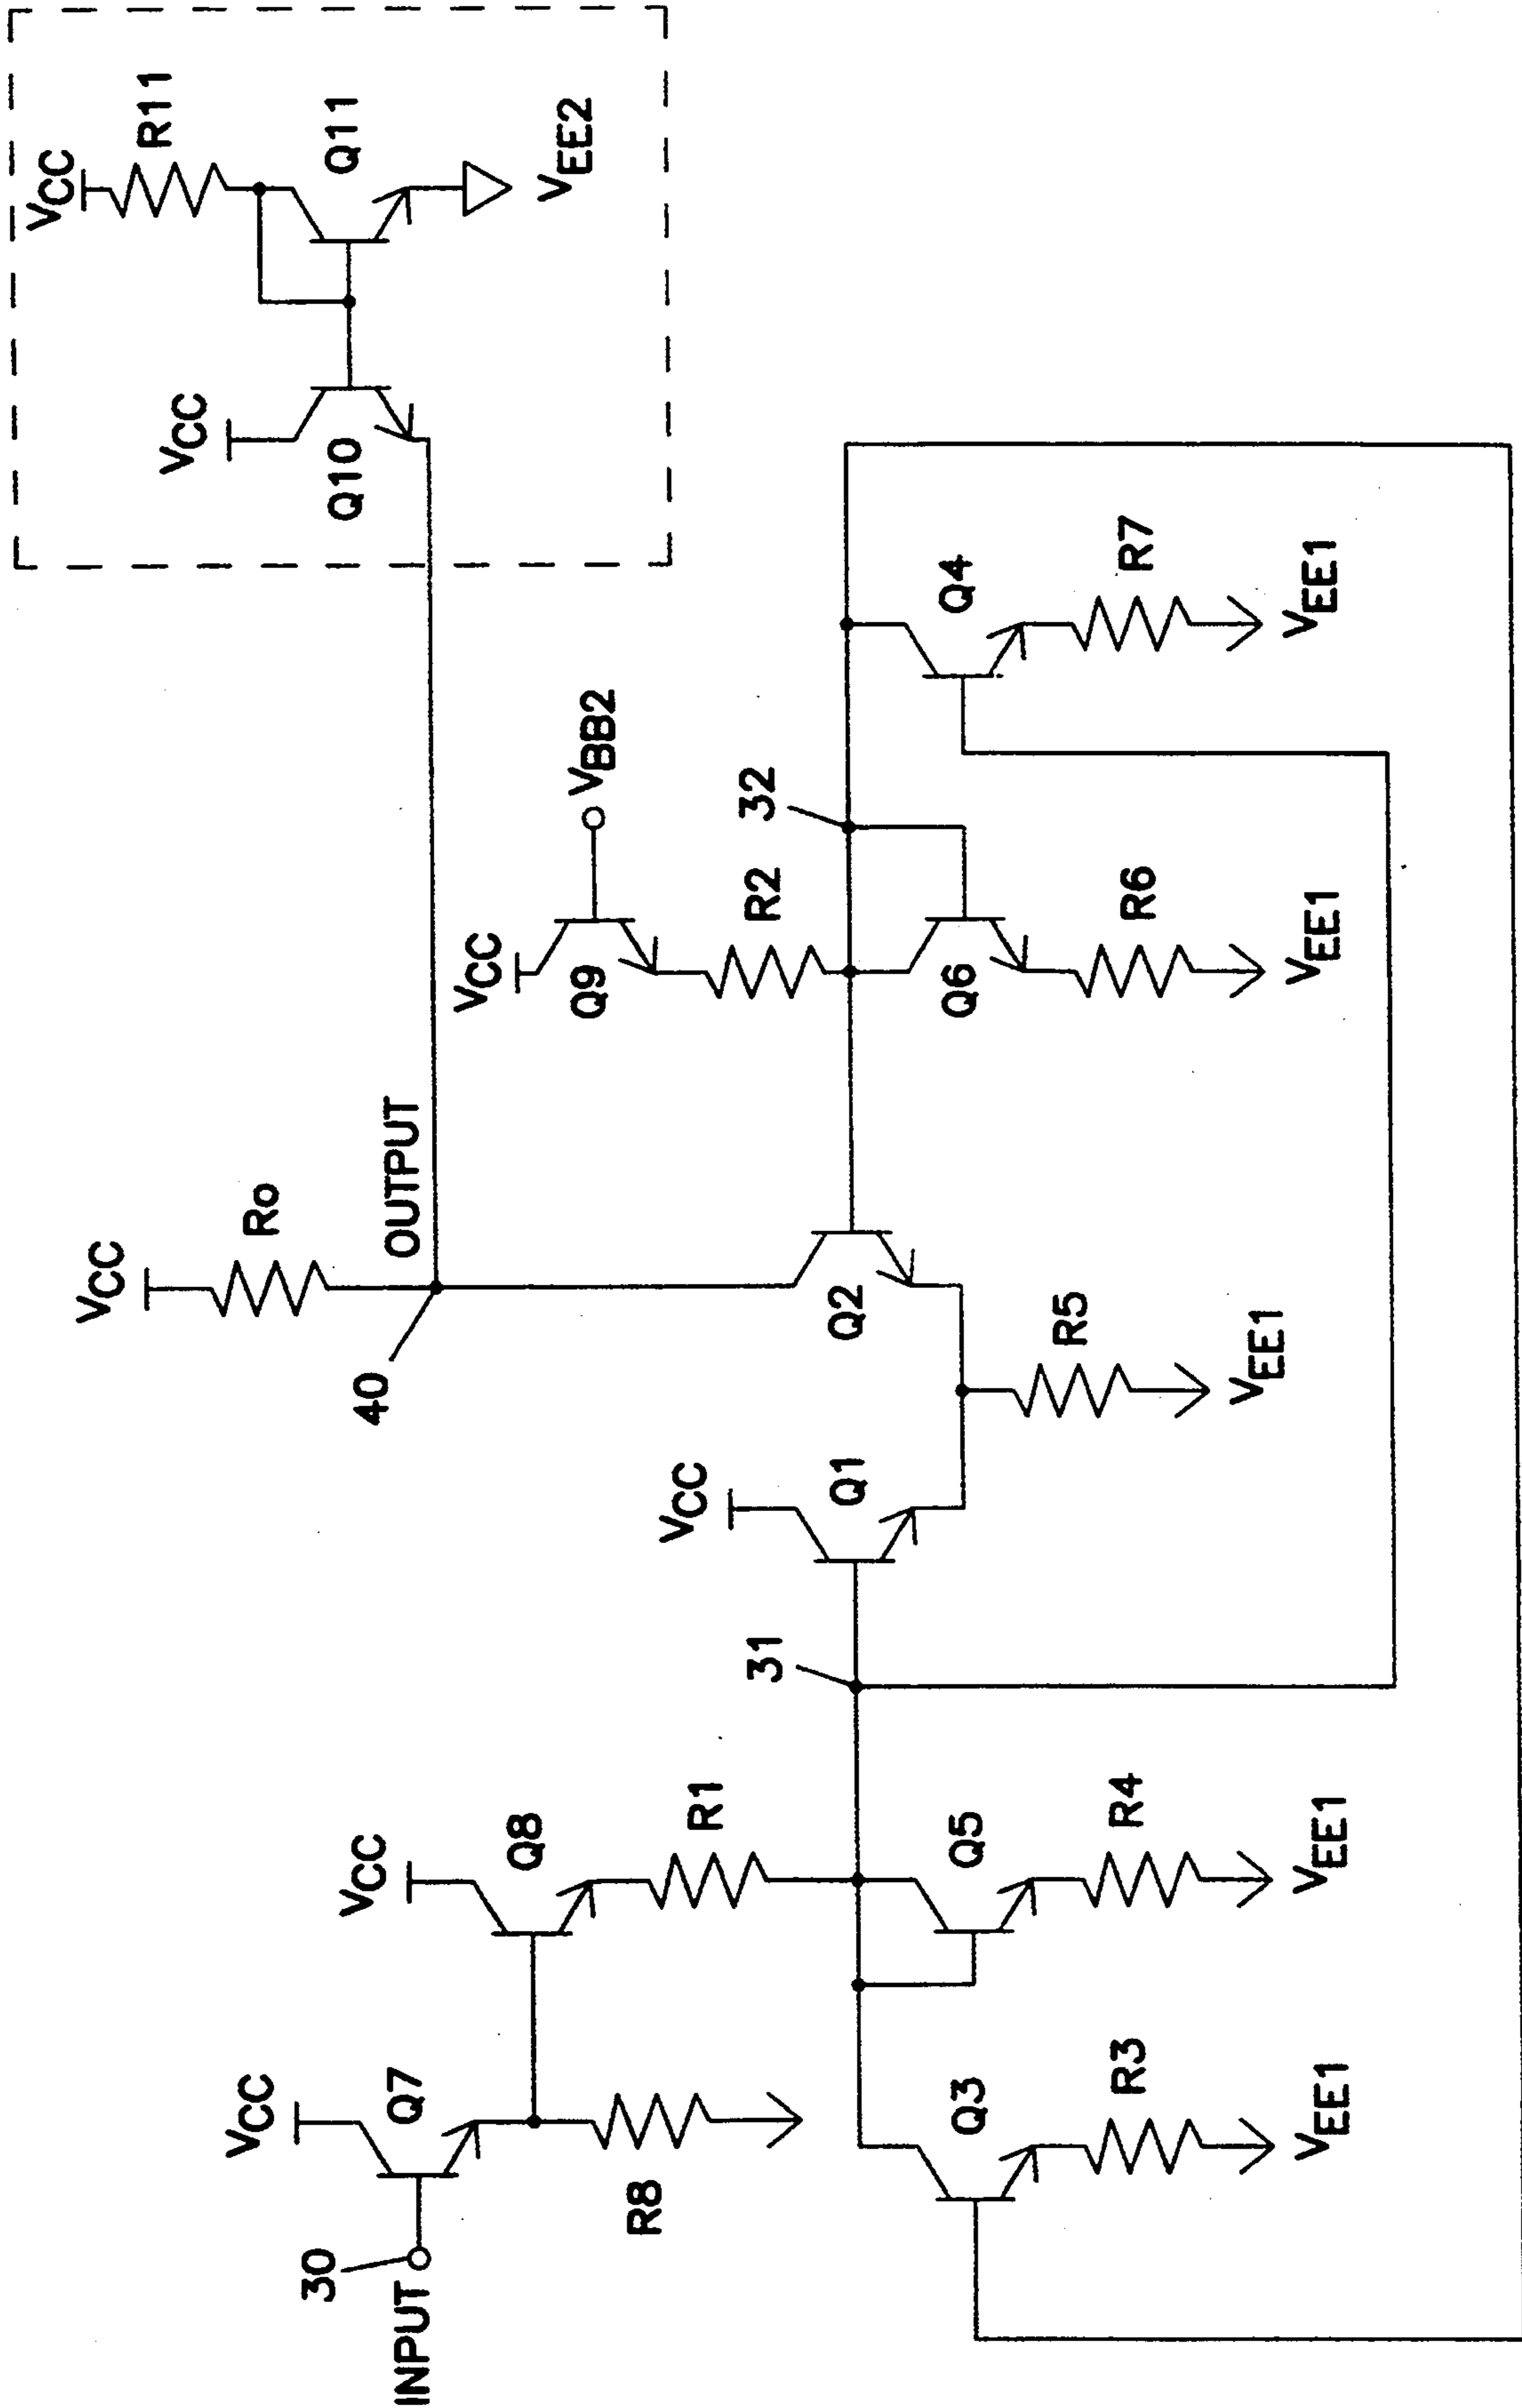 VCC
R11
Q11
VEE2
VCC
Q10
VCC
Ro
OUTPUT
40
VCC
Q9
VBB2
R2
32
Q4
R7
VEE1
Q6
R6
VEE1
Q2
R5
VEE1
VCC
Q1
31
VCC
Q8
R1
Q5
R4
VEE1
VCC
Q7
R8
30
INPUT
Q3
R3
VEE1